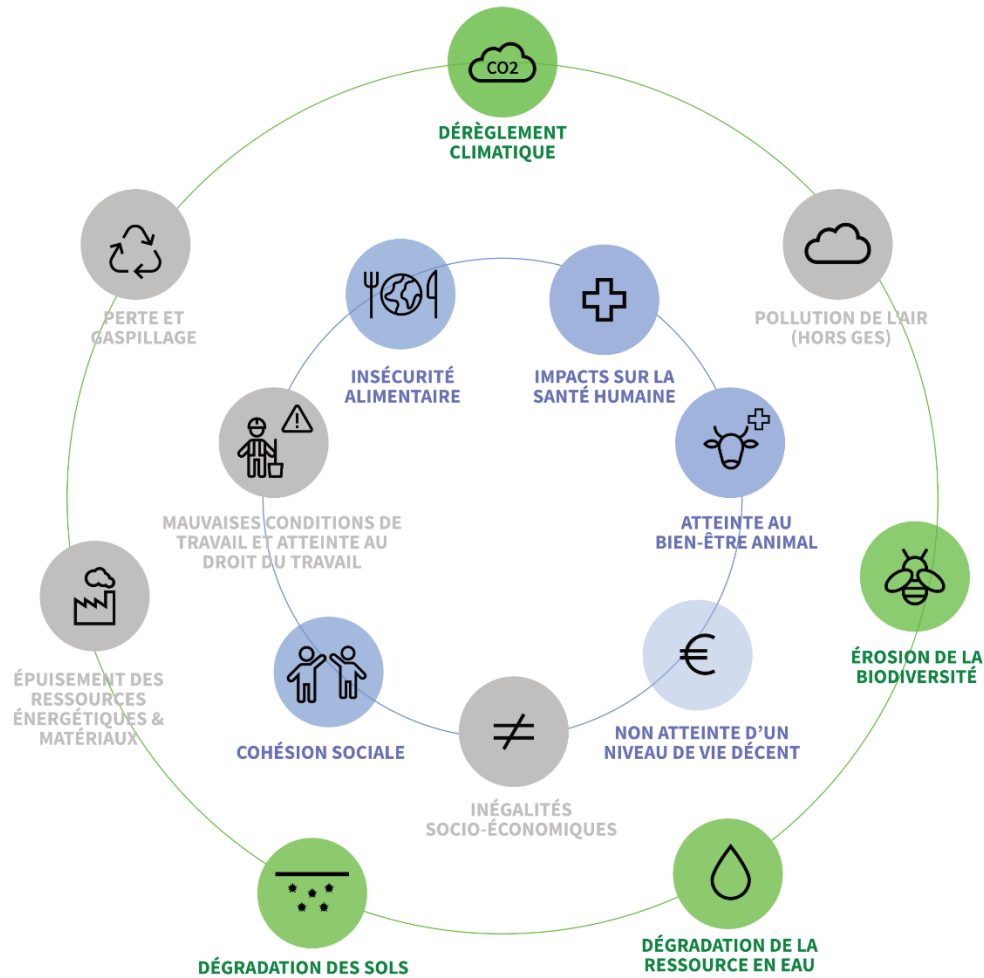 CO2
DÉRÈGLEMENT
CLIMATIQUE
PERTE ET
GASPILLAGE
POLLUTION DE L'AIR
(HORS GES)
INSÉCURITÉ
ALIMENTAIRE
IMPACTS SUR LA
SANTÉ HUMAINE
MAUVAISES CONDITIONS DE
TRAVAIL ET ATTEINTE AU
DROIT DU TRAVAIL
ATTEINTE AU
BIEN-ÊTRE ANIMAL
ÉPUISEMENT DES
RESSOURCES
ÉNERGÉTIQUES &
MATÉRIAUX
ÉROSION DE LA
BIODIVERSITÉ
COHÉSION SOCIALE
€
NON ATTEINTE D'UN
NIVEAU DE VIE DÉCENT
≠
INÉGALITÉS
SOCIO-ÉCONOMIQUES
DÉGRADATION DES SOLS
DÉGRADATION DE LA
RESSOURCE EN EAU